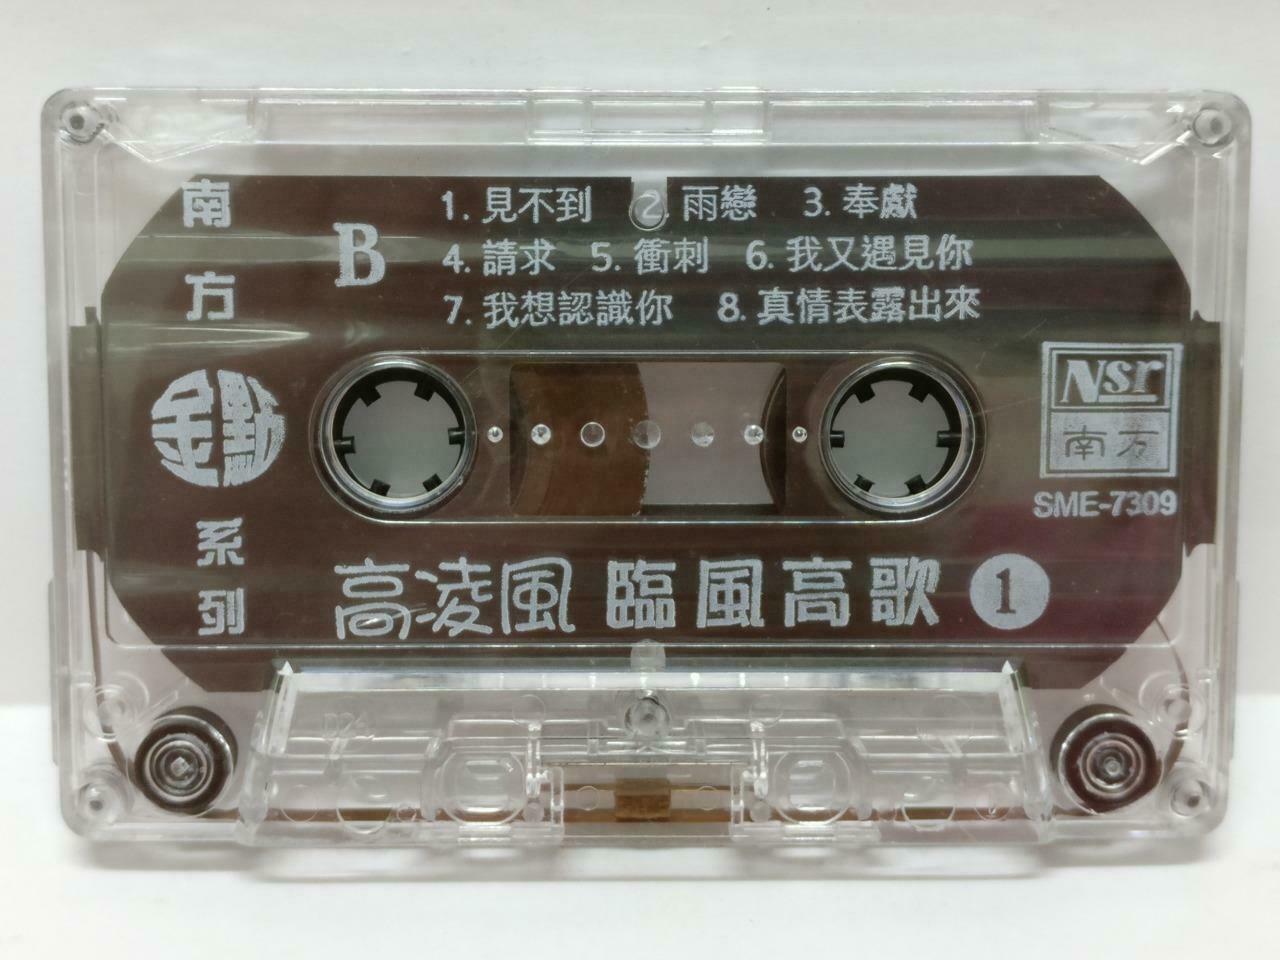 南方金點系列
B
1. 見不到 2. 雨戀 3. 奉獻
4. 請求 5. 衝刺 6. 我又遇見你
7. 我想認識你 8. 真情表露出來
Nsr
南方
SME-7309
高凌風 臨風高歌 1